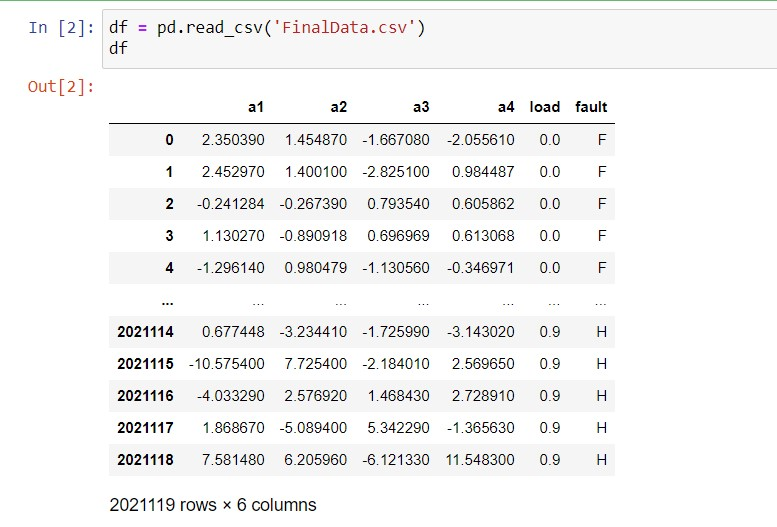 In [2]: df = pd.read_csv('FinalData.csv')
df
Out[2]:
a1 a2 a3 a4 load fault
0 2.350390 1.454870 -1.667080 -2.055610 0.0 F
1 2.452970 1.400100 -2.825100 0.984487 0.0 F
2 -0.241284 -0.267390 0.793540 0.605862 0.0 F
3 1.130270 -0.890918 0.696969 0.613068 0.0 F
4 -1.296140 0.980479 -1.130560 -0.346971 0.0 F
... ... ... ... ... ... ...
2021114 0.677448 -3.234410 -1.725990 -3.143020 0.9 H
2021115 -10.575400 7.725400 -2.184010 2.569650 0.9 H
2021116 -4.033290 2.576920 1.468430 2.728910 0.9 H
2021117 1.868670 -5.089400 5.342290 -1.365630 0.9 H
2021118 7.581480 6.205960 -6.121330 11.548300 0.9 H
2021119 rows × 6 columns